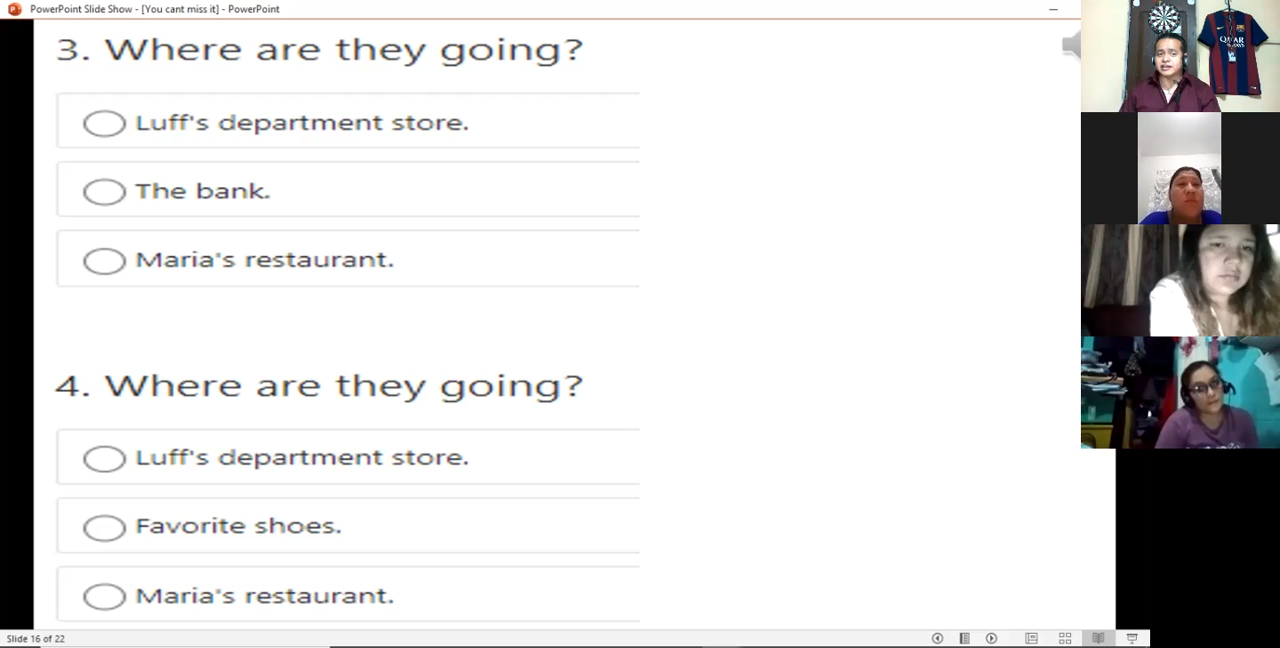 PowerPoint Slide Show - [You cant miss it] - PowerPoint
3. Where are they going?
Luff's department store.
The bank.
Maria's restaurant.
4. Where are they going?
Luff's department store.
Favorite shoes.
Maria's restaurant.
Slide 16 of 22
QATAR